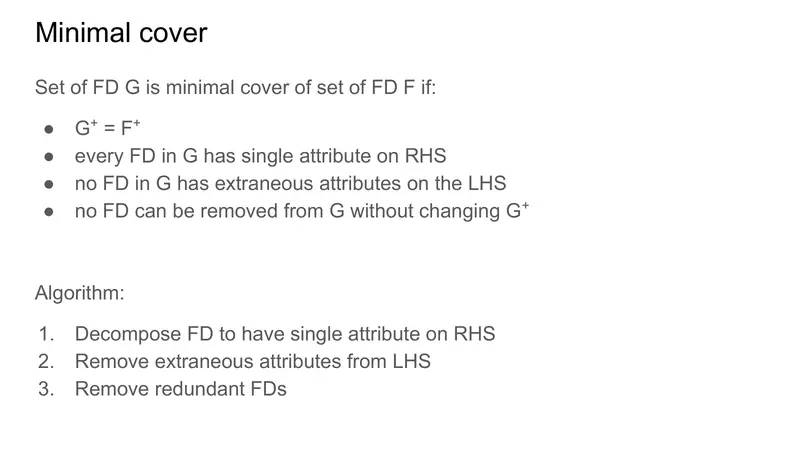 Minimal cover
Set of FD G is minimal cover of set of FD F if:
● G⁺ = F⁺
● every FD in G has single attribute on RHS
● no FD in G has extraneous attributes on the LHS
● no FD can be removed from G without changing G⁺
Algorithm:
1. Decompose FD to have single attribute on RHS
2. Remove extraneous attributes from LHS
3. Remove redundant FDs